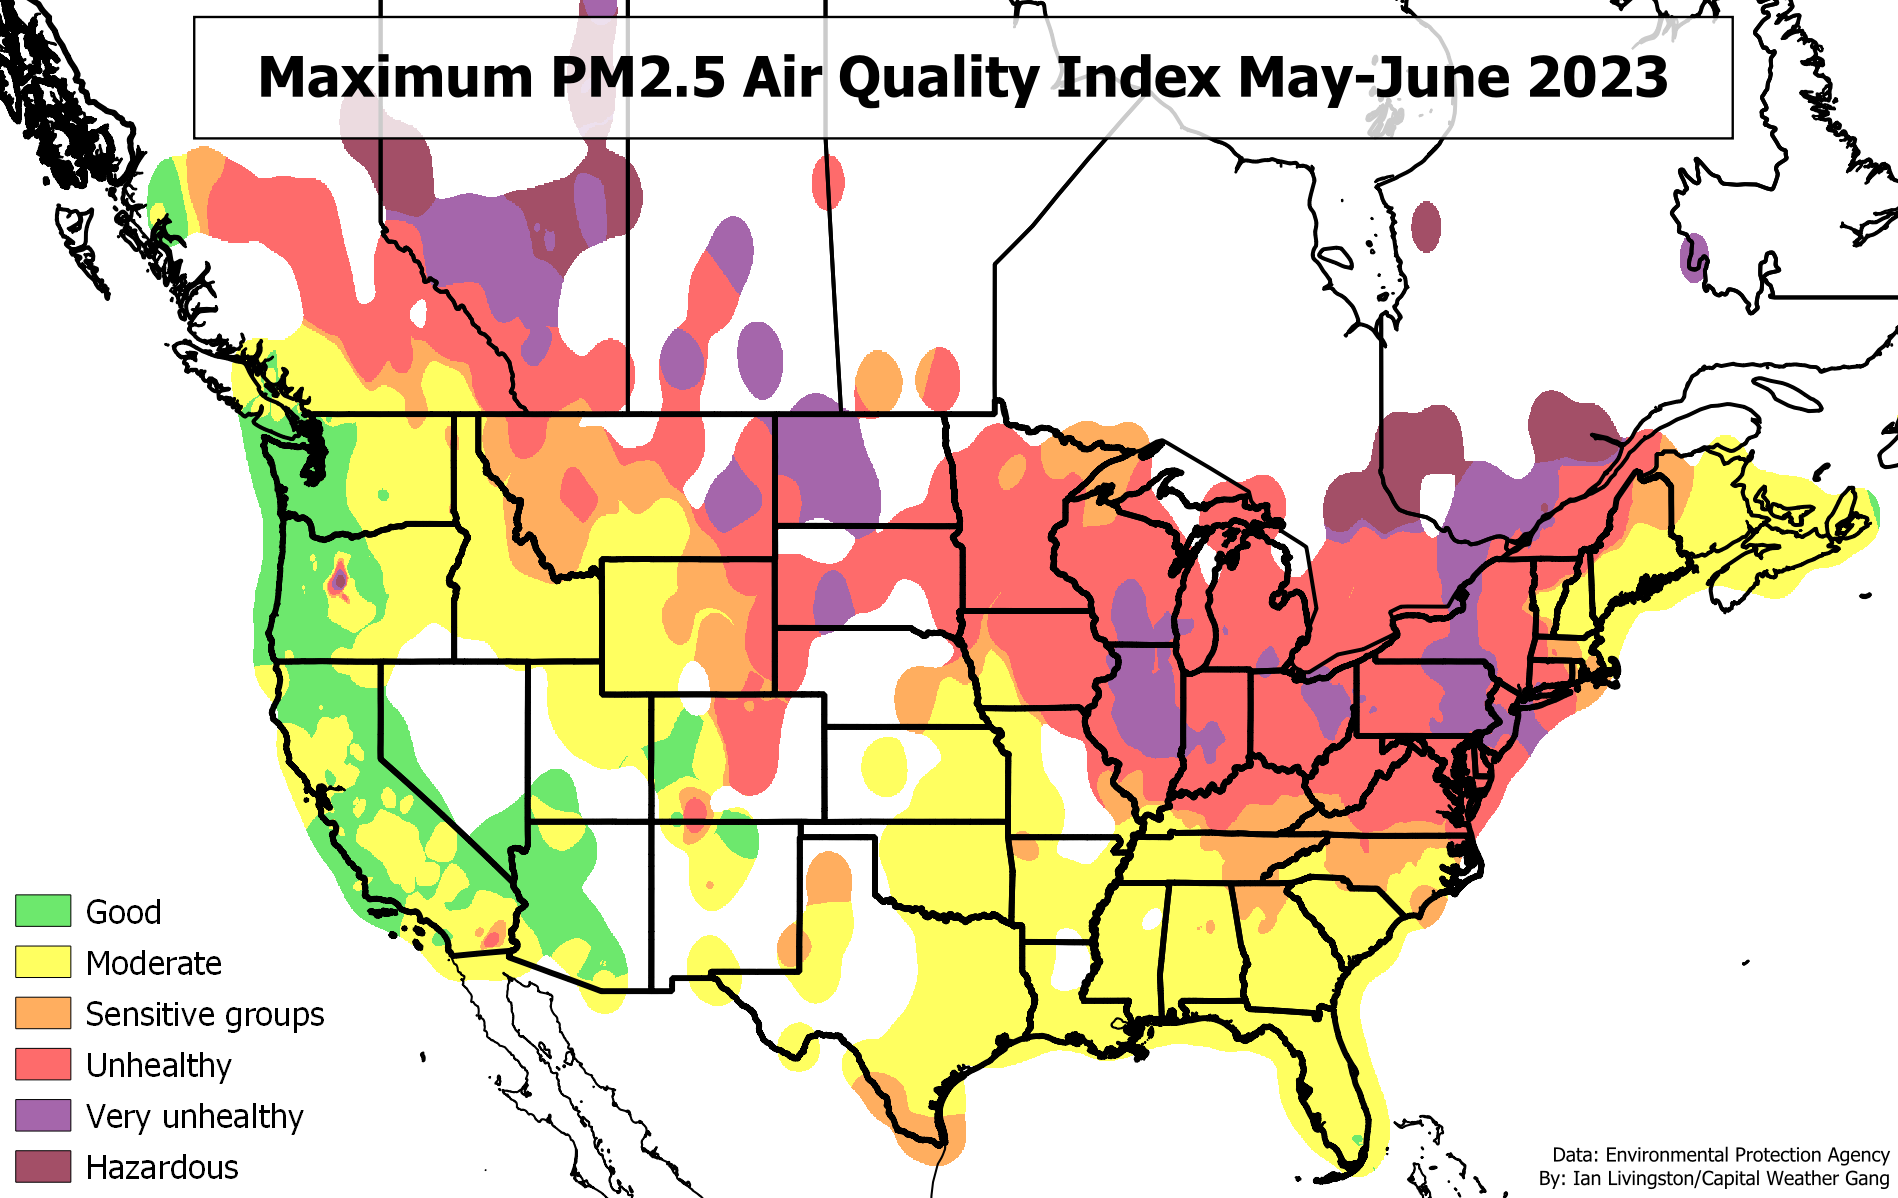 Maximum PM2.5 Air Quality Index May-June 2023
Good
Moderate
Sensitive groups
Unhealthy
Very unhealthy
Hazardous
Data: Environmental Protection Agency
By: Ian Livingston/Capital Weather Gang